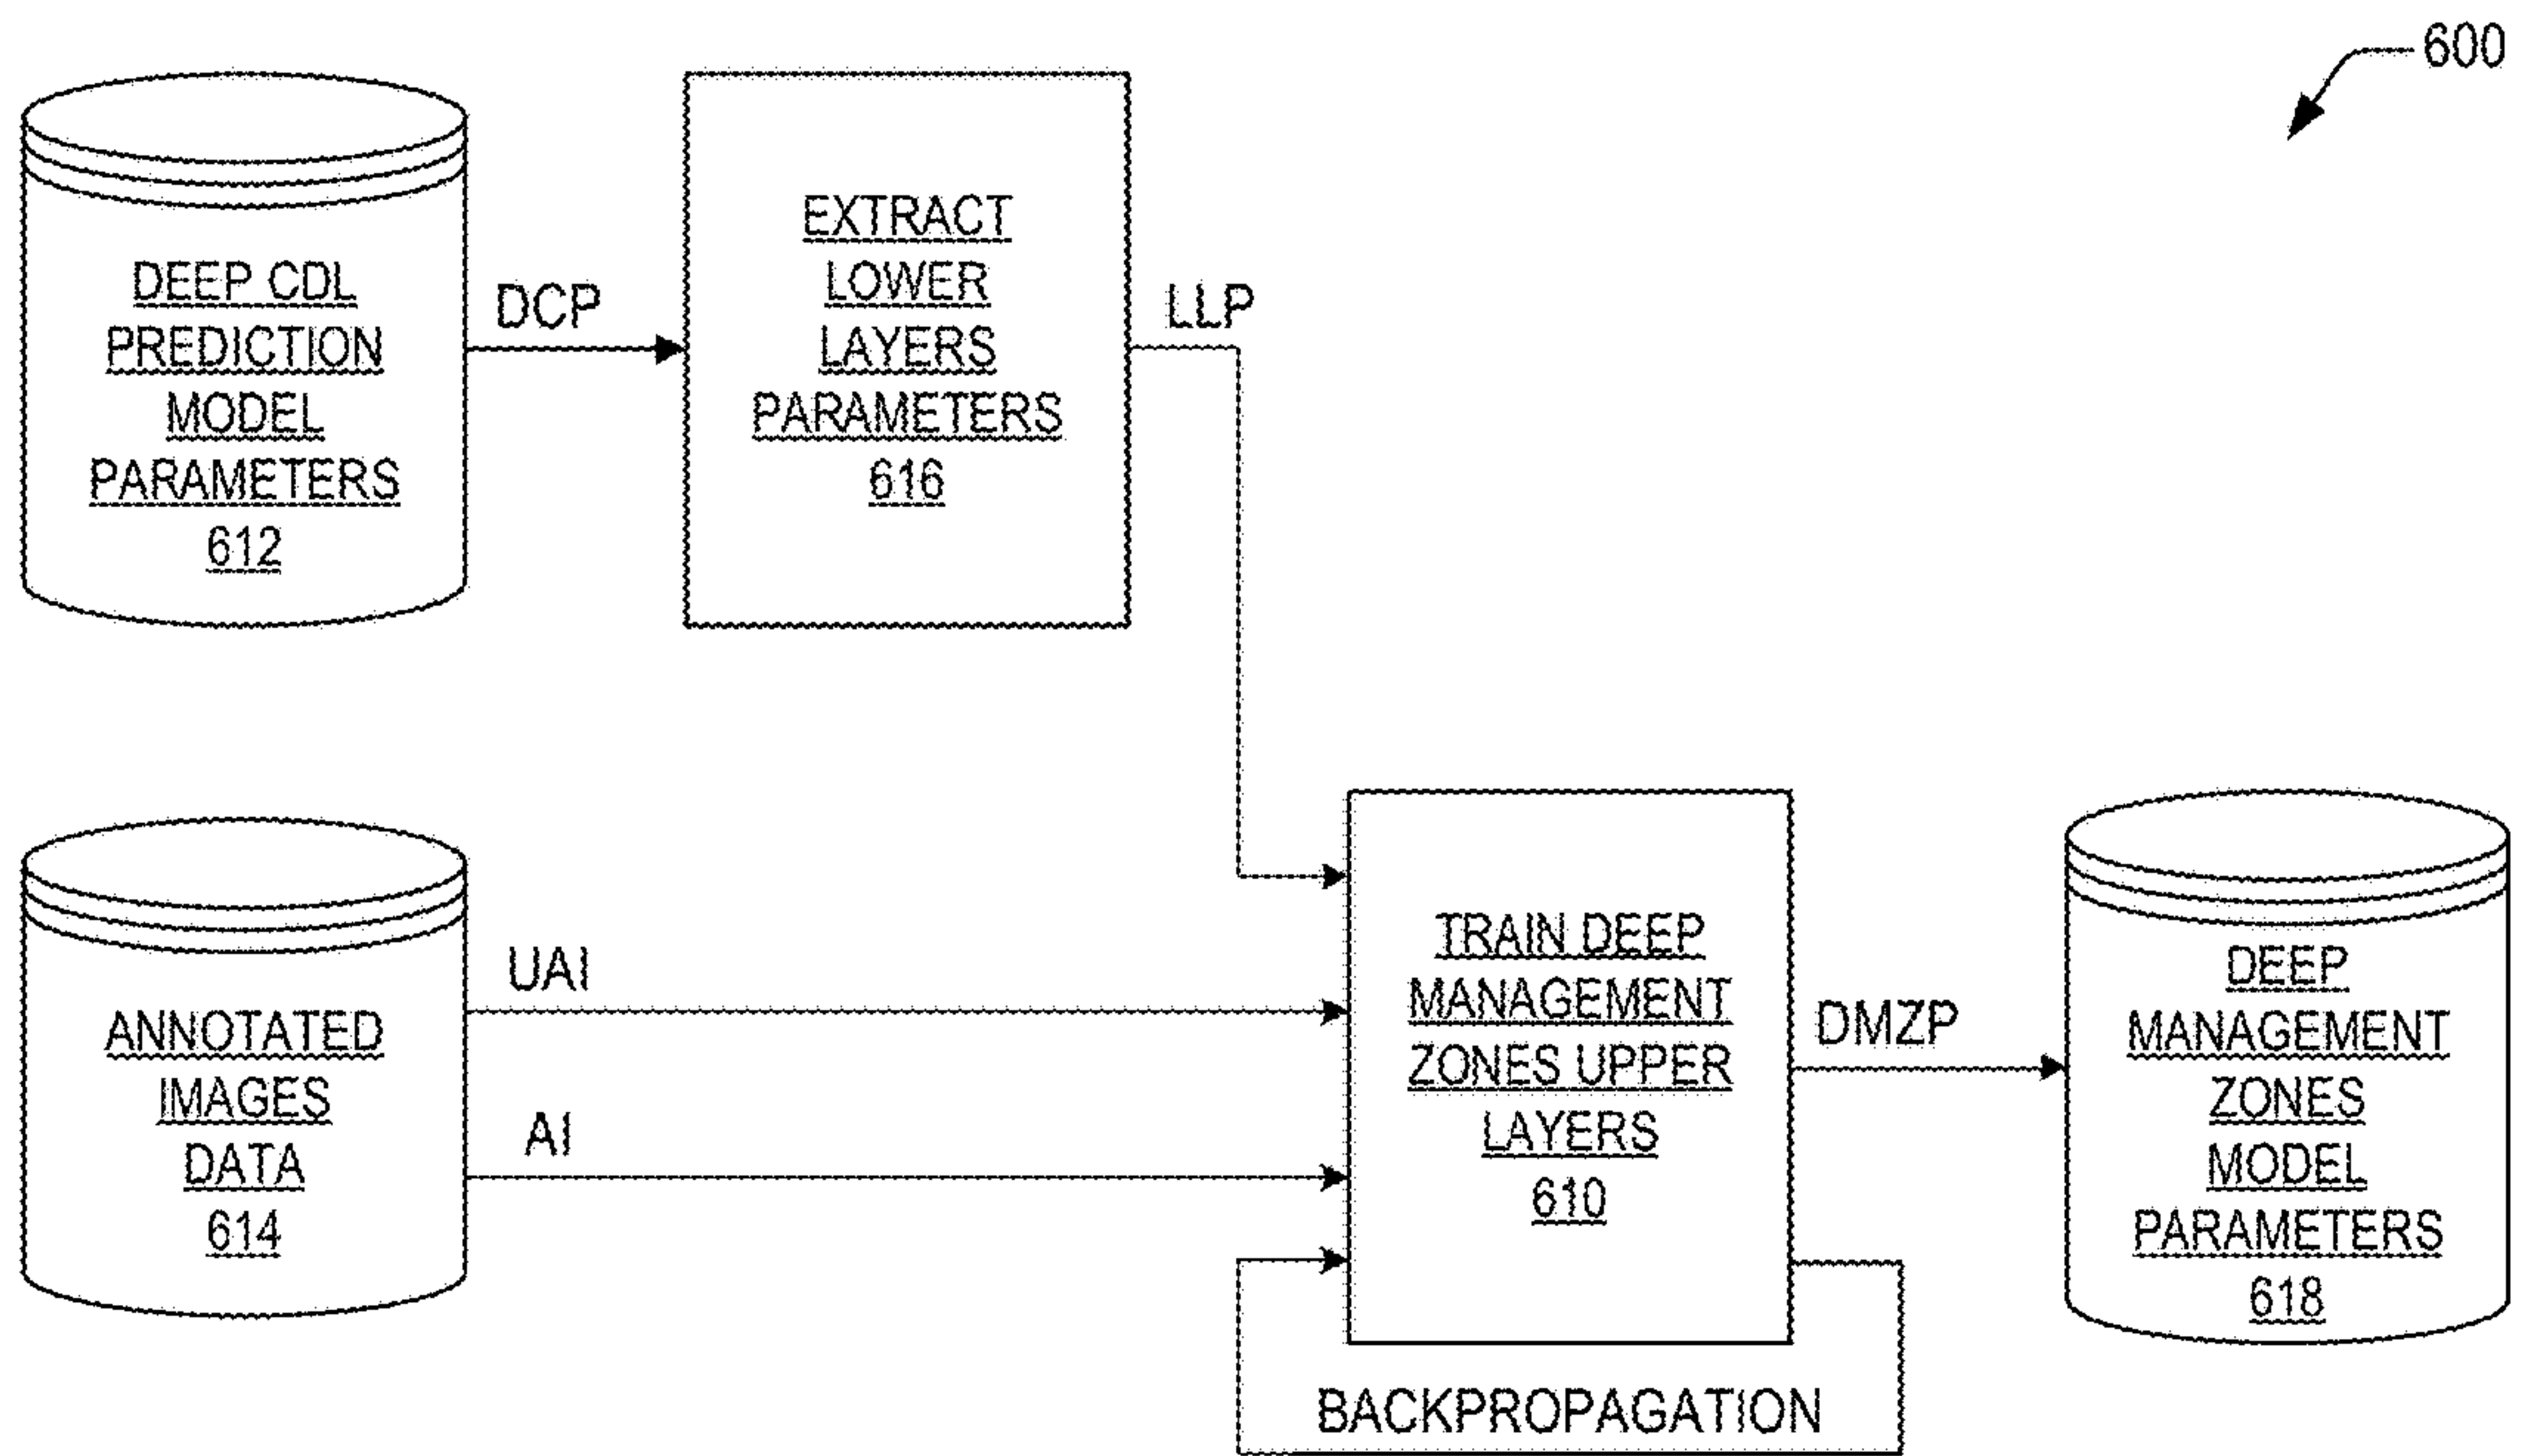 600
DEEP CDL
PREDICTION
MODEL
PARAMETERS
612
DCP
EXTRACT
LOWER
LAYERS
PARAMETERS
616
LLP
ANNOTATED
IMAGES
DATA
614
UAI
AI
TRAIN DEEP
MANAGEMENT
ZONES UPPER
LAYERS
610
BACKPROPAGATION
DMZP
DEEP
MANAGEMENT
ZONES
MODEL
PARAMETERS
618